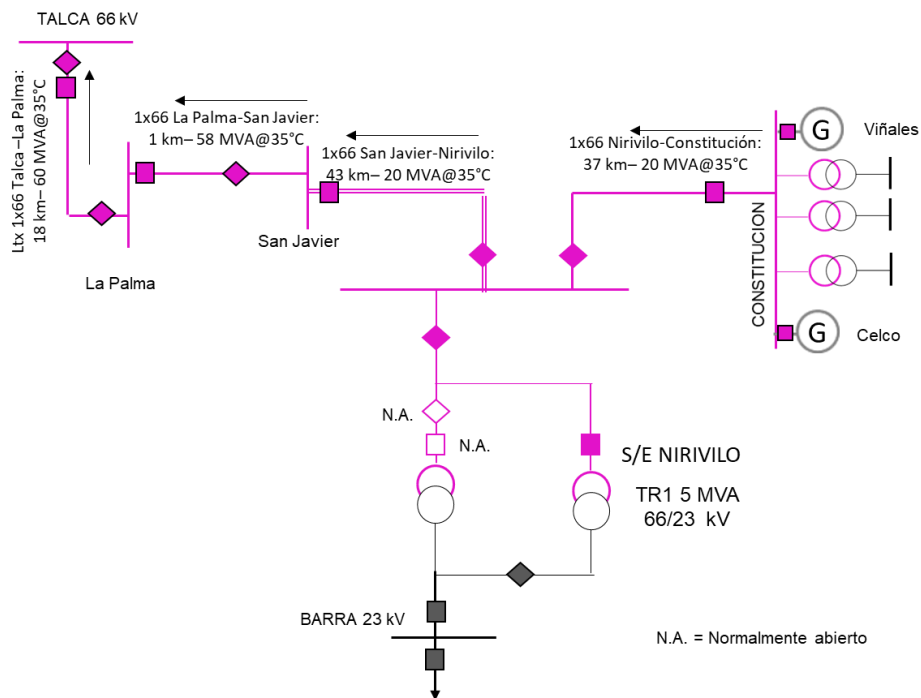 TALCA 66 kV
Ltx 1x66 Talca –La Palma:
18 km– 60 MVA@35°C
1x66 La Palma-San Javier:
1 km– 58 MVA@35°C
1x66 San Javier-Nirivilo:
43 km– 20 MVA@35°C
1x66 Nirivilo-Constitución:
37 km– 20 MVA@35°C
G
Viñales
La Palma
San Javier
CONSTITUCION
G
Celco
N.A.
N.A.
S/E NIRIVILO
TR1 5 MVA
66/23 kV
BARRA 23 kV
N.A. = Normalmente abierto